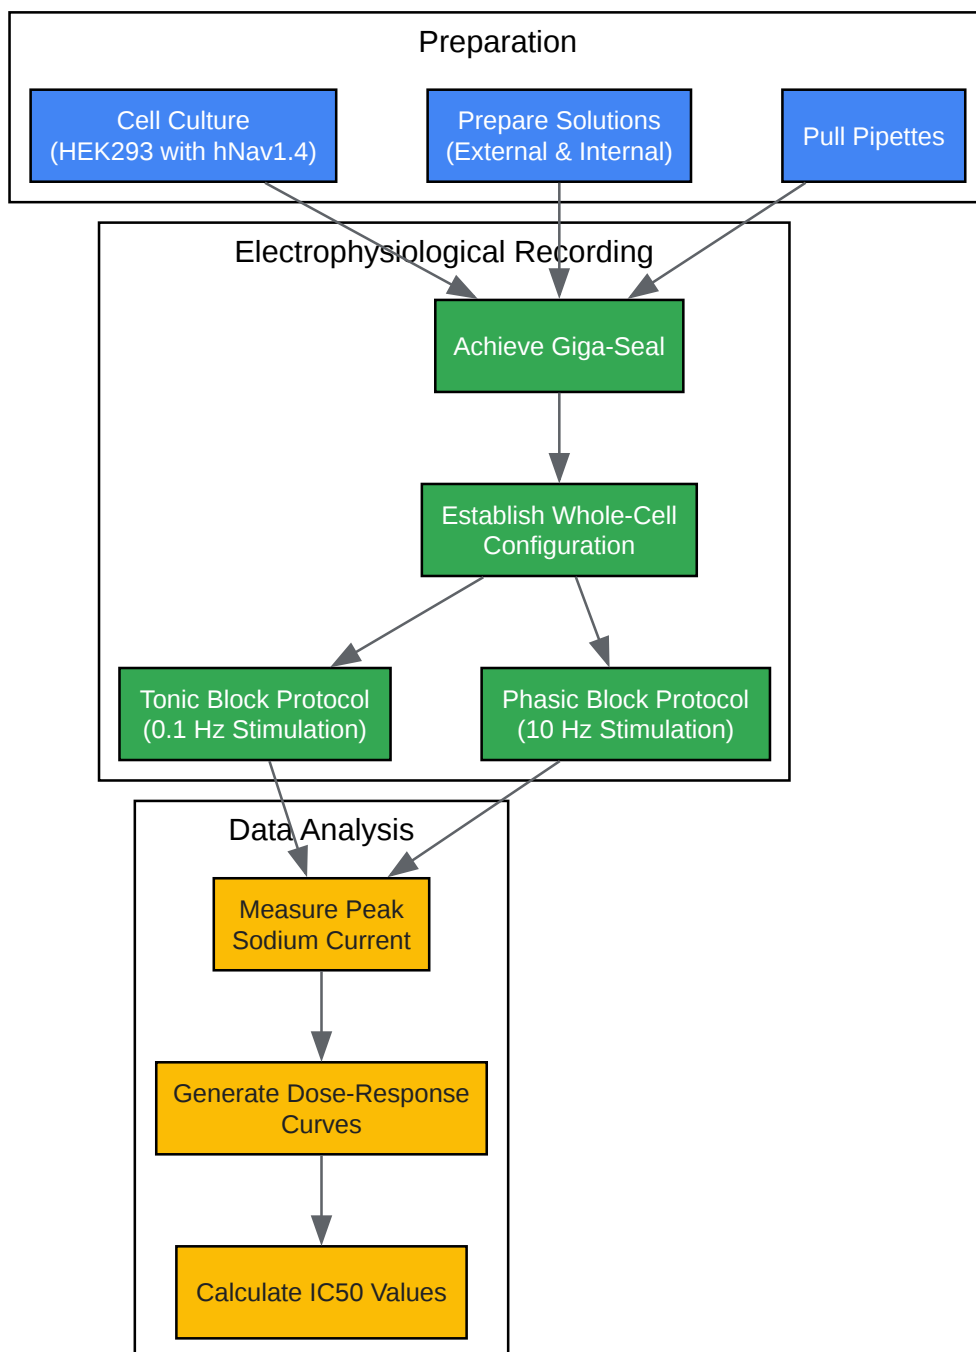 Preparation
Cell Culture
(HEK293 with hNav1.4)
Prepare Solutions
(External & Internal)
Pull Pipettes
Electrophysiological Recording
Achieve Giga-Seal
Establish Whole-Cell
Configuration
Tonic Block Protocol
(0.1 Hz Stimulation)
Phasic Block Protocol
(10 Hz Stimulation)
Data Analysis
Measure Peak
Sodium Current
Generate Dose-Response
Curves
Calculate IC50 Values